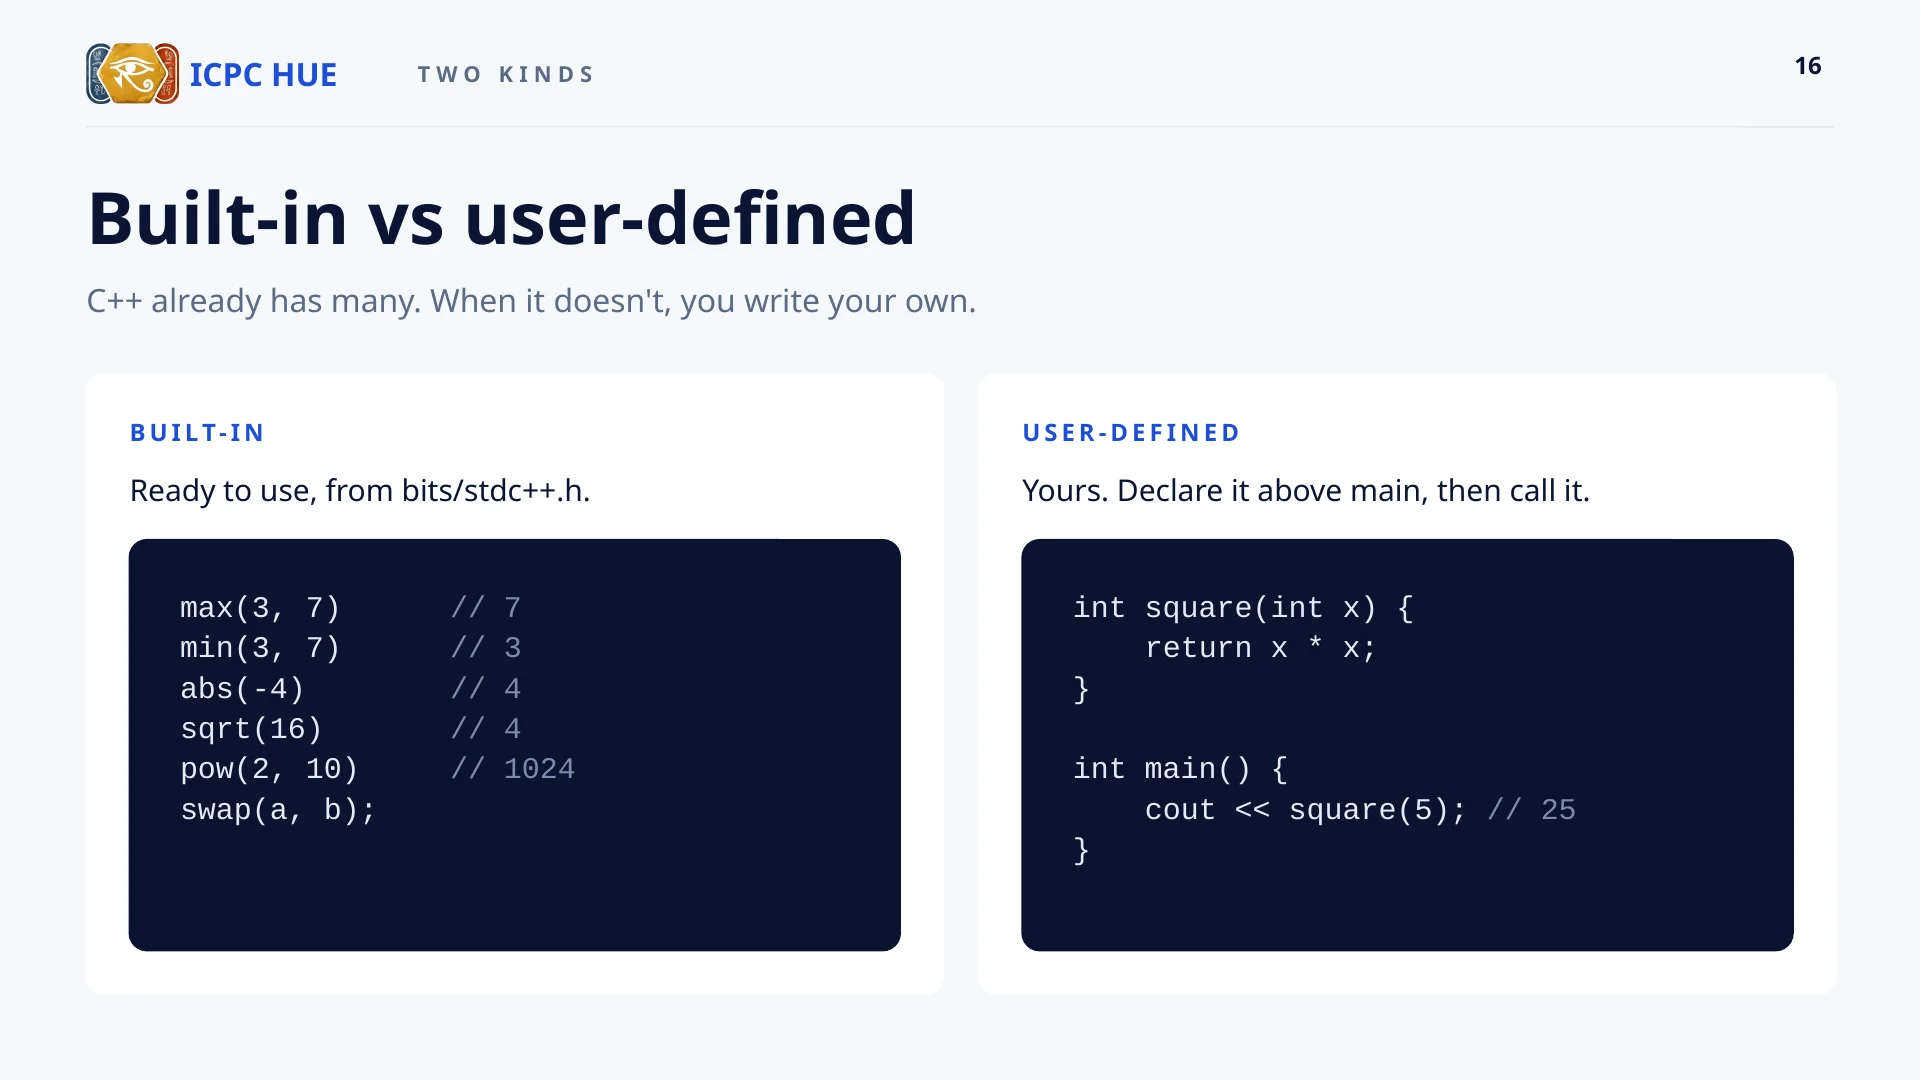 ICPC HUE
TWO KINDS
16
Built-in vs user-defined
C++ already has many. When it doesn't, you write your own.
BUILT-IN
Ready to use, from bits/stdc++.h.
max(3, 7)      // 7
min(3, 7)      // 3
abs(-4)        // 4
sqrt(16)       // 4
pow(2, 10)     // 1024
swap(a, b);
USER-DEFINED
Yours. Declare it above main, then call it.
int square(int x) {
    return x * x;
}
int main() {
    cout << square(5); // 25
}